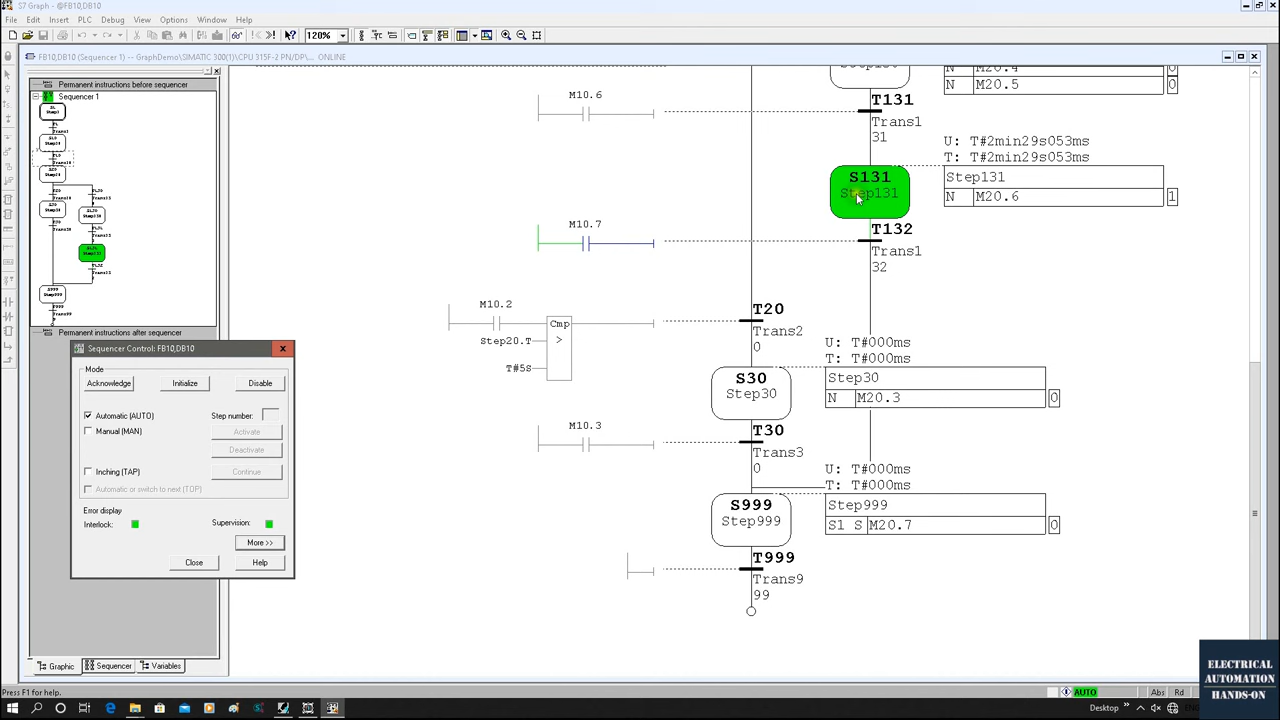 S7 Graph - @FB10,DB10
File Edit Insert PLC Debug View Options Window Help
120%
FB10,DB10 (Sequencer 1) -- GraphDemo\SIMATIC 300(1)\CPU 315F-2 PN/DP\... ONLINE
Permanent instructions before sequencer
Sequencer 1
Permanent instructions after sequencer
Sequencer Control: FB10,DB10
Mode
Acknowledge Initialize Disable
Automatic (AUTO) Step number:
Manual (MAN) Activate
Deactivate
Inching (TAP) Continue
Automatic or switch to next (TOP)
Error display
Interlock: Supervision:
More >>
Close Help
N M20.4 0
N M20.5 0
M10.6
T131
Trans1
31
U: T#2min29s053ms
T: T#2min29s053ms
S131
Step131
Step131
N M20.6 1
M10.7
T132
Trans1
32
M10.2
Cmp
Step20.T
>
T#5S
T20
Trans2
0
U: T#000ms
T: T#000ms
S30
Step30
Step30
N M20.3 0
M10.3
T30
Trans3
0
U: T#000ms
T: T#000ms
S999
Step999
Step999
S1 S M20.7 0
T999
Trans9
99
Graphic Sequencer Variables
Press F1 for help.
AUTO Abs Rd
Desktop
ELECTRICAL
AUTOMATION
HANDS-ON